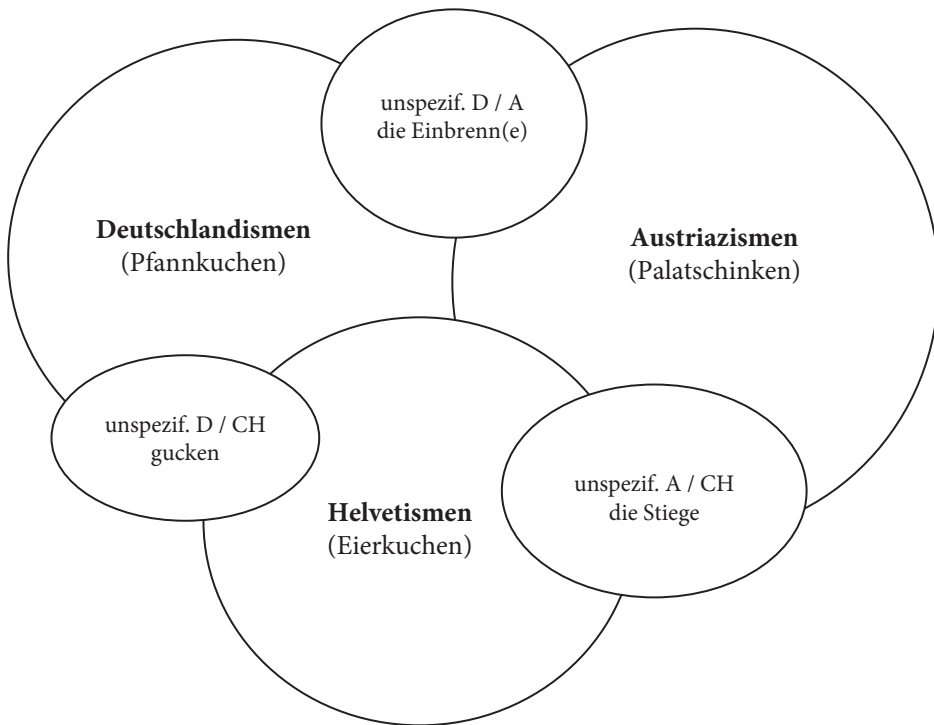 unspezif. D / A
die Einbrenn(e)
Deutschlandismen
(Pfannkuchen)
Austriazismen
(Palatschinken)
unspezif. D / CH
gucken
unspezif. A / CH
die Stiege
Helvetismen
(Eierkuchen)